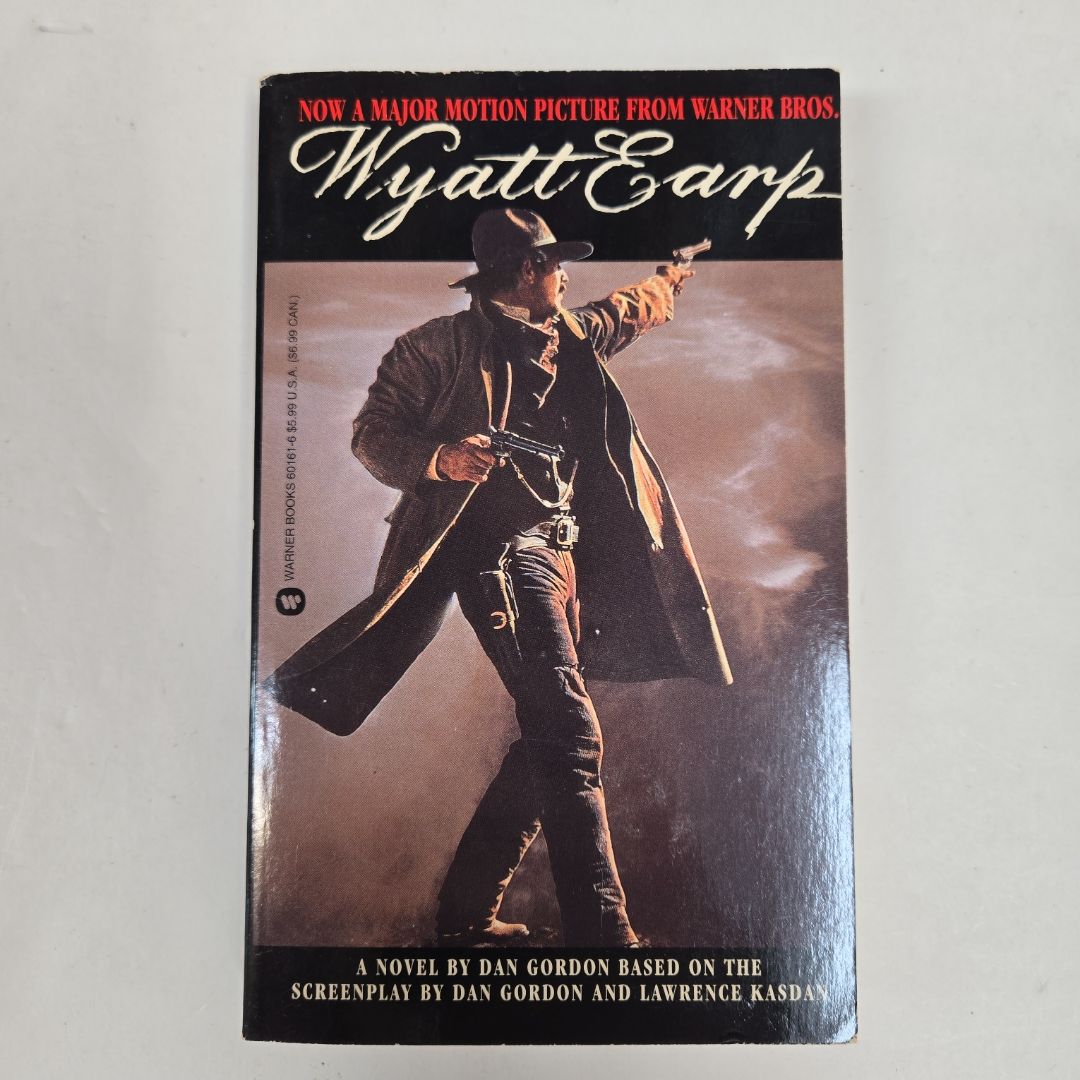 NOW A MAJOR MOTION PICTURE FROM WARNER BROS.
Wyatt Earp
WARNER BOOKS 60161-6 $5.99 U.S.A. ($6.99 CAN.)
A NOVEL BY DAN GORDON BASED ON THE
SCREENPLAY BY DAN GORDON AND LAWRENCE KASDAN